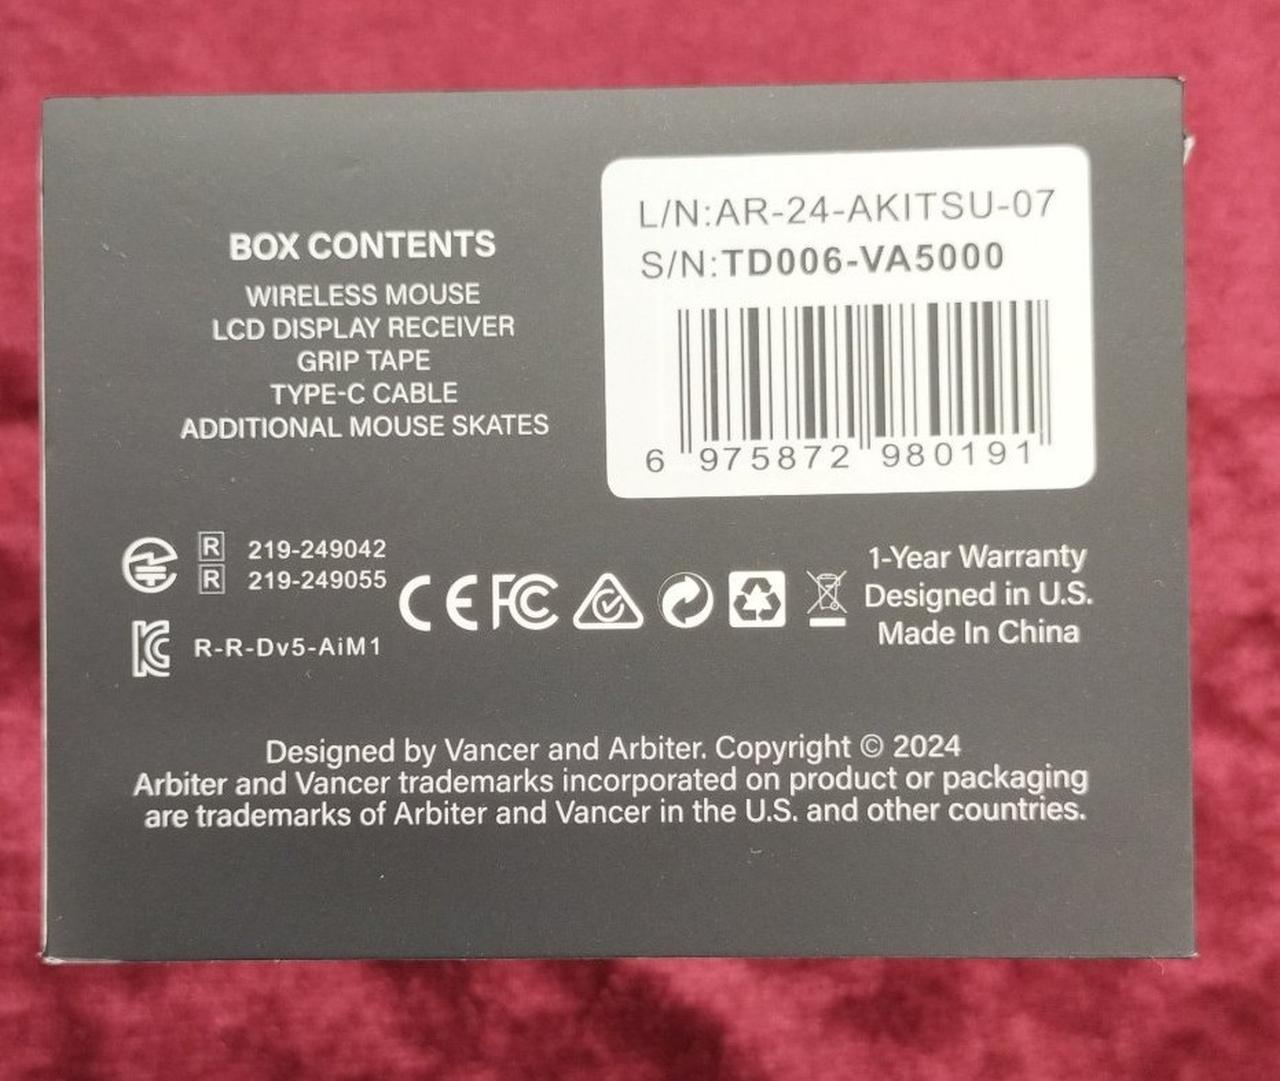 L/N:AR-24-AKITSU-07
S/N:TD006-VA5000
6 975872 980191
BOX CONTENTS
WIRELESS MOUSE
LCD DISPLAY RECEIVER
GRIP TAPE
TYPE-C CABLE
ADDITIONAL MOUSE SKATES
R 219-249042
R 219-249055
R-R-Dv5-AiM1
CE FC
1-Year Warranty
Designed in U.S.
Made In China
Designed by Vancer and Arbiter. Copyright © 2024
Arbiter and Vancer trademarks incorporated on product or packaging
are trademarks of Arbiter and Vancer in the U.S. and other countries.